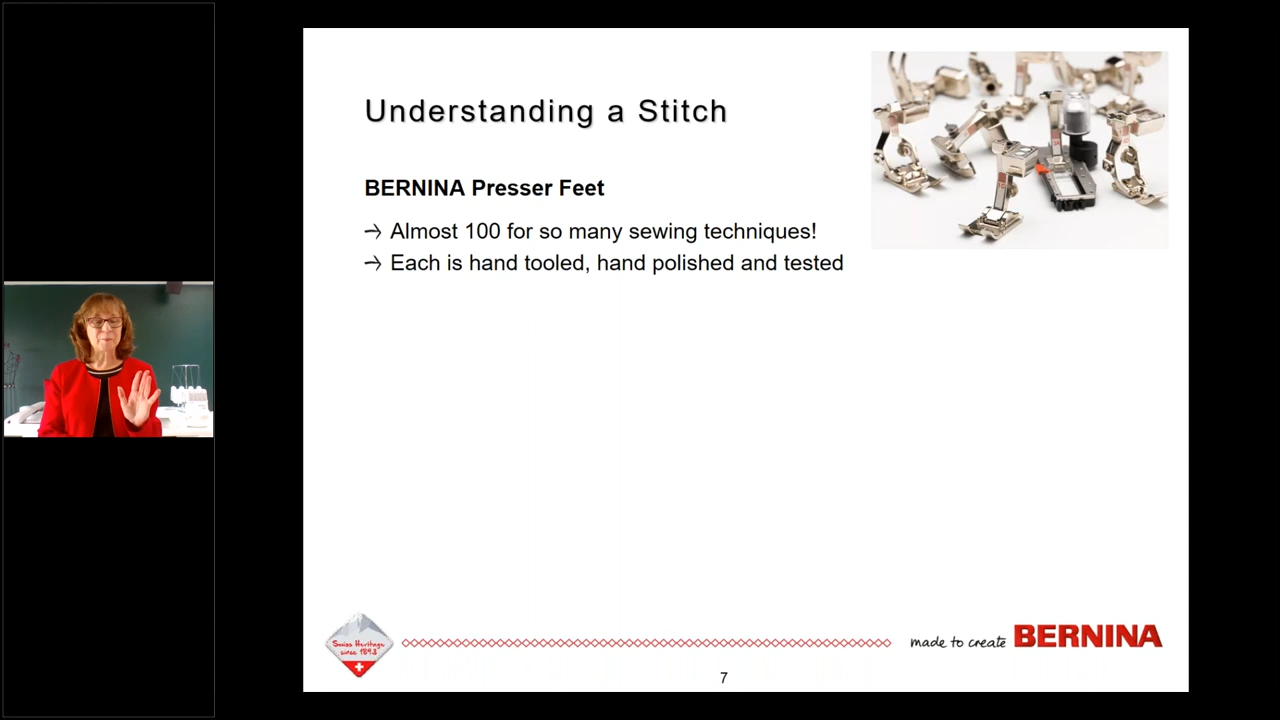 Understanding a Stitch
BERNINA Presser Feet
→ Almost 100 for so many sewing techniques!
→ Each is hand tooled, hand polished and tested
Swiss Heritage
since 1893
made to create BERNINA
7